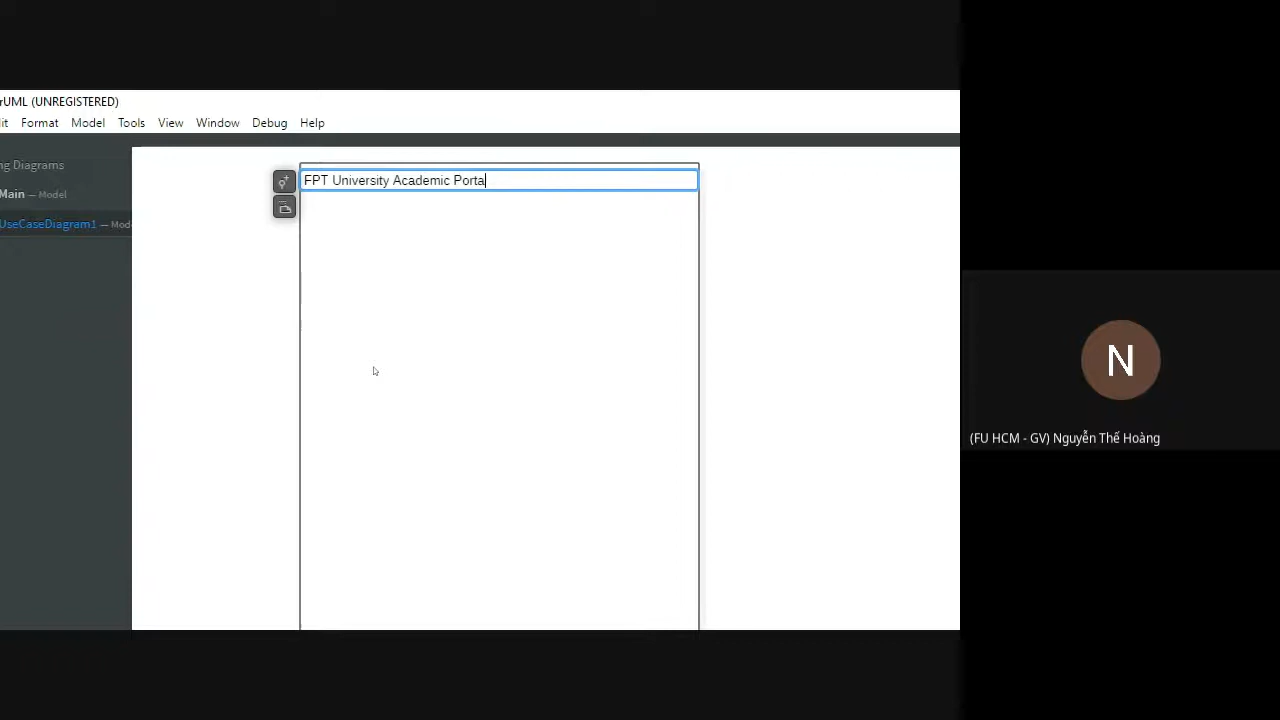 rUML (UNREGISTERED)
it Format Model Tools View Window Debug Help
ng Diagrams
Main — Model
UseCaseDiagram1 — Mod
FPT University Academic Porta
N
(FU HCM - GV) Nguyễn Thế Hoàng